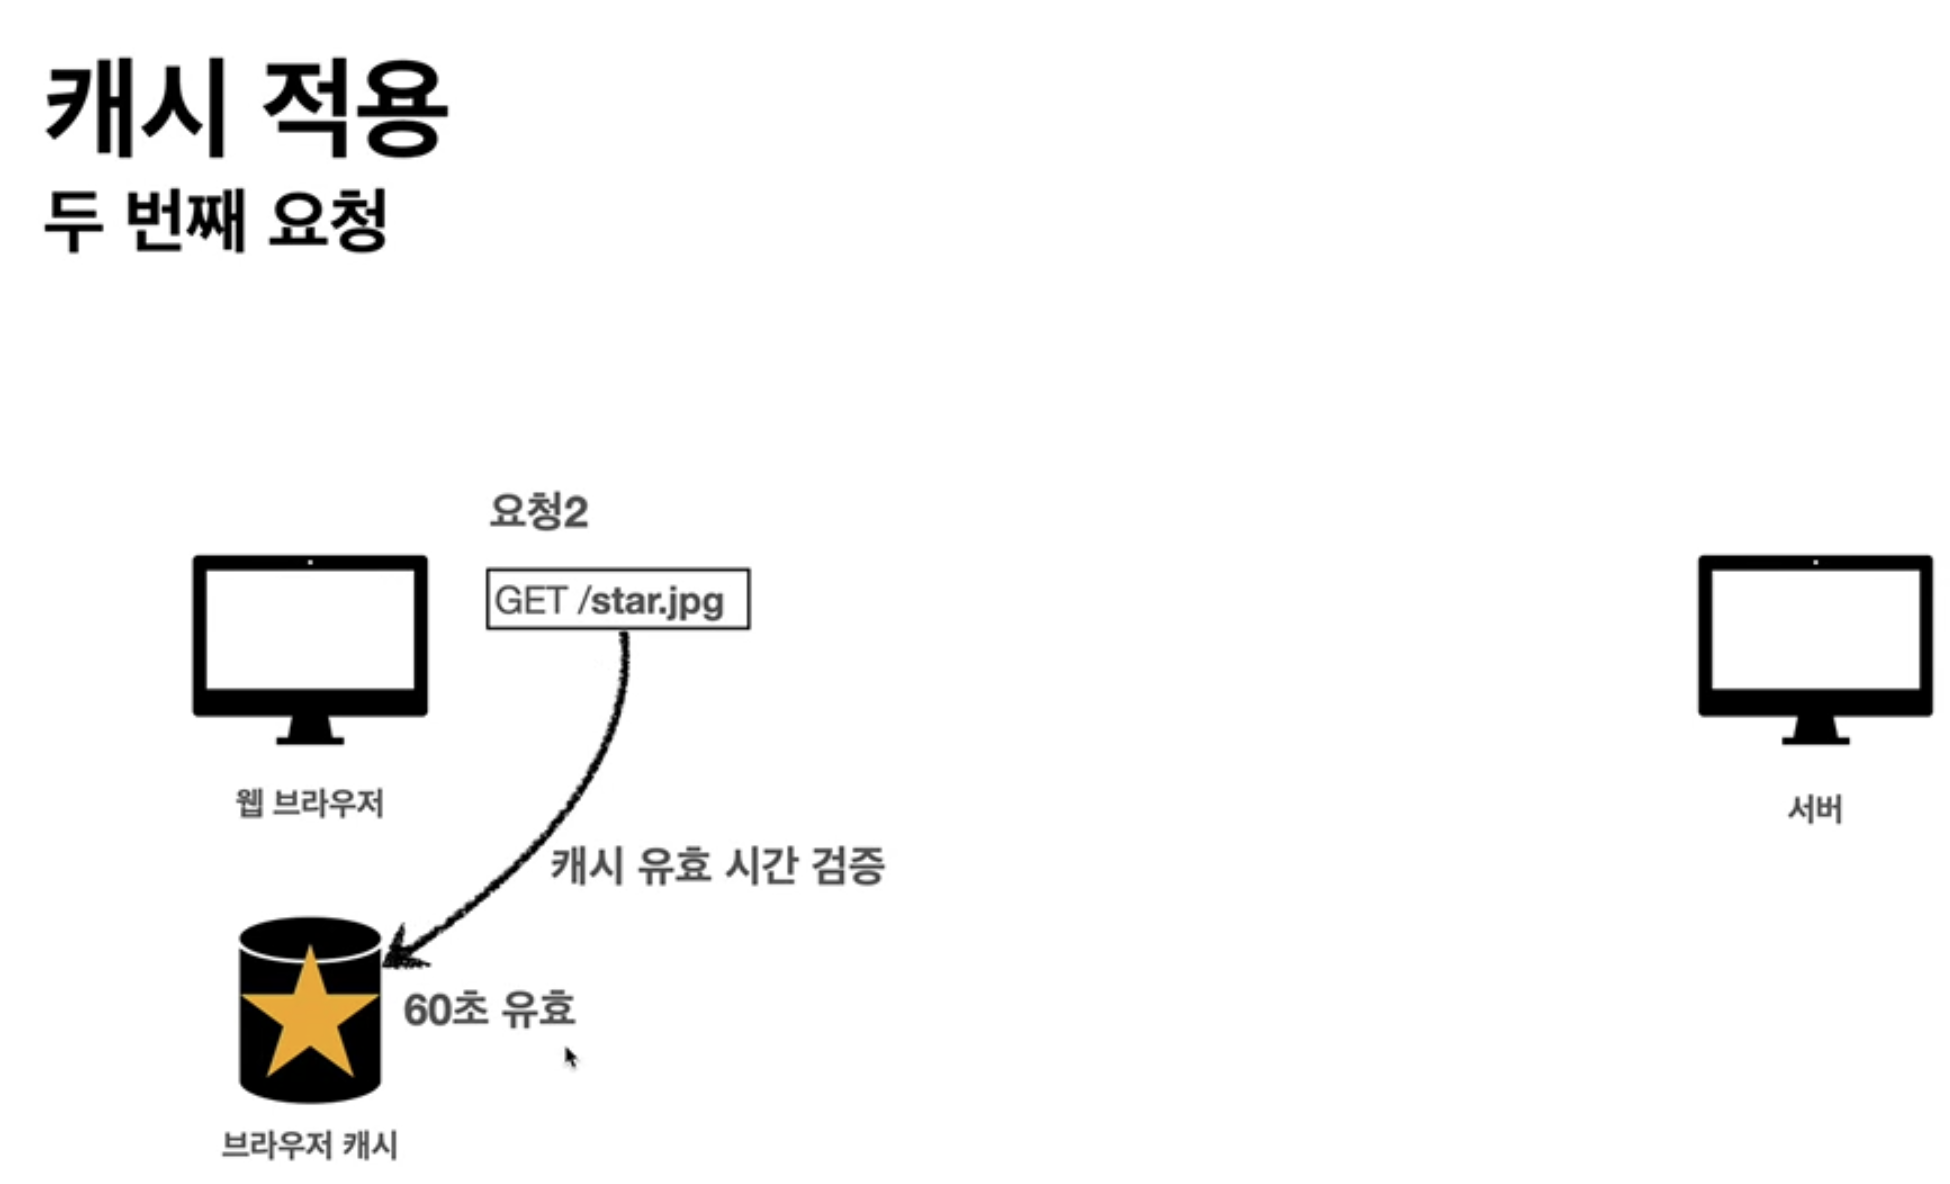 캐시 적용
두 번째 요청
요청2
GET /star.jpg
웹 브라우저
서버
캐시 유효 시간 검증
60초 유효
브라우저 캐시